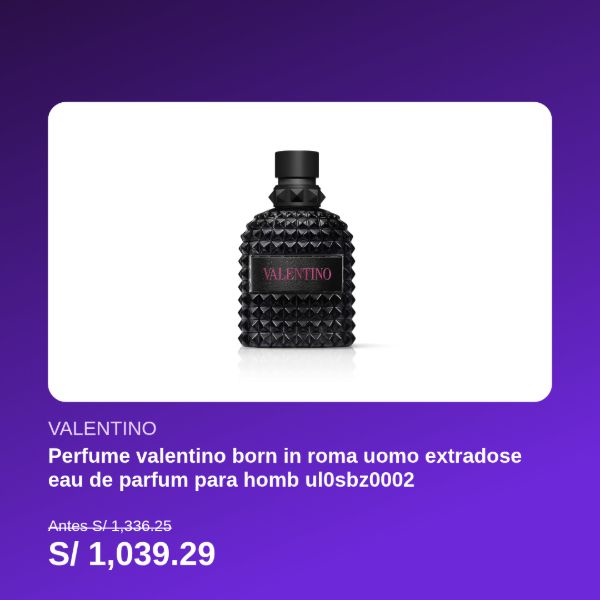 VALENTINO
VALENTINO
Perfume valentino born in roma uomo extradose
eau de parfum para homb ul0sbz0002
Antes S/ 1,336.25
S/ 1,039.29